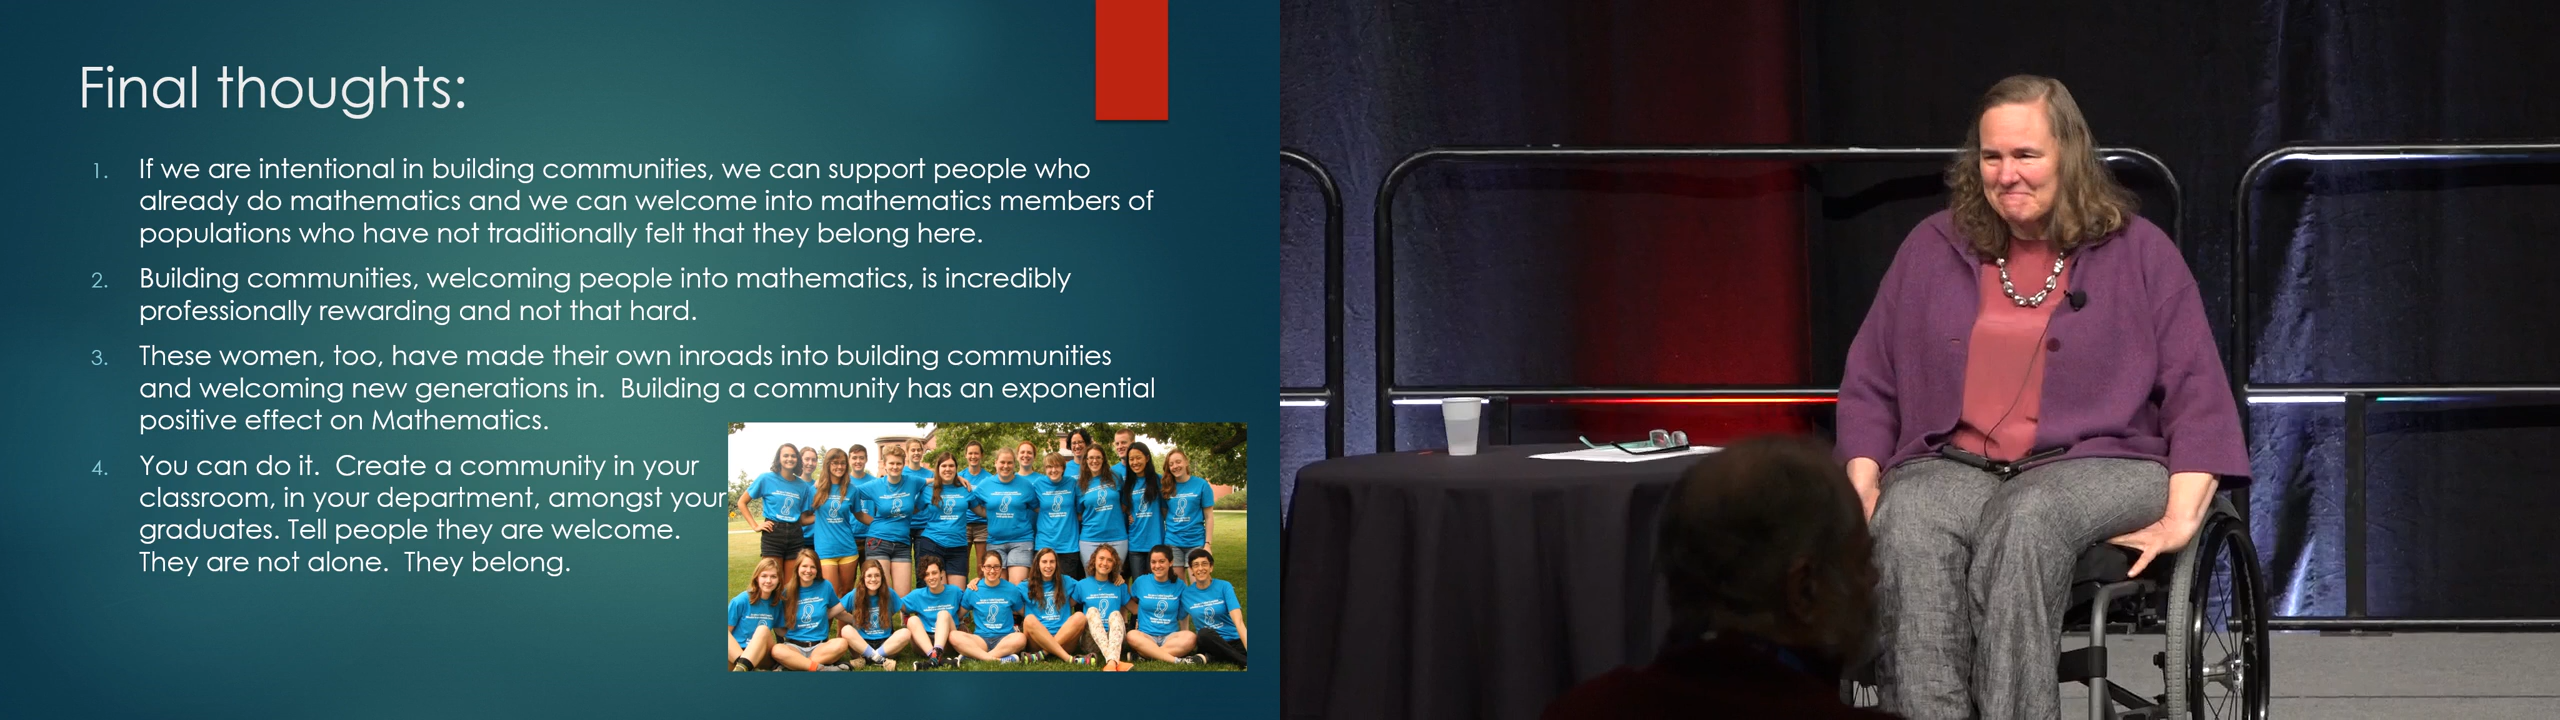 Final thoughts:
1. If we are intentional in building communities, we can support people who
already do mathematics and we can welcome into mathematics members of
populations who have not traditionally felt that they belong here.
2. Building communities, welcoming people into mathematics, is incredibly
professionally rewarding and not that hard.
3. These women, too, have made their own inroads into building communities
and welcoming new generations in.  Building a community has an exponential
positive effect on Mathematics.
4. You can do it.  Create a community in your
classroom, in your department, amongst your
graduates. Tell people they are welcome.
They are not alone.  They belong.